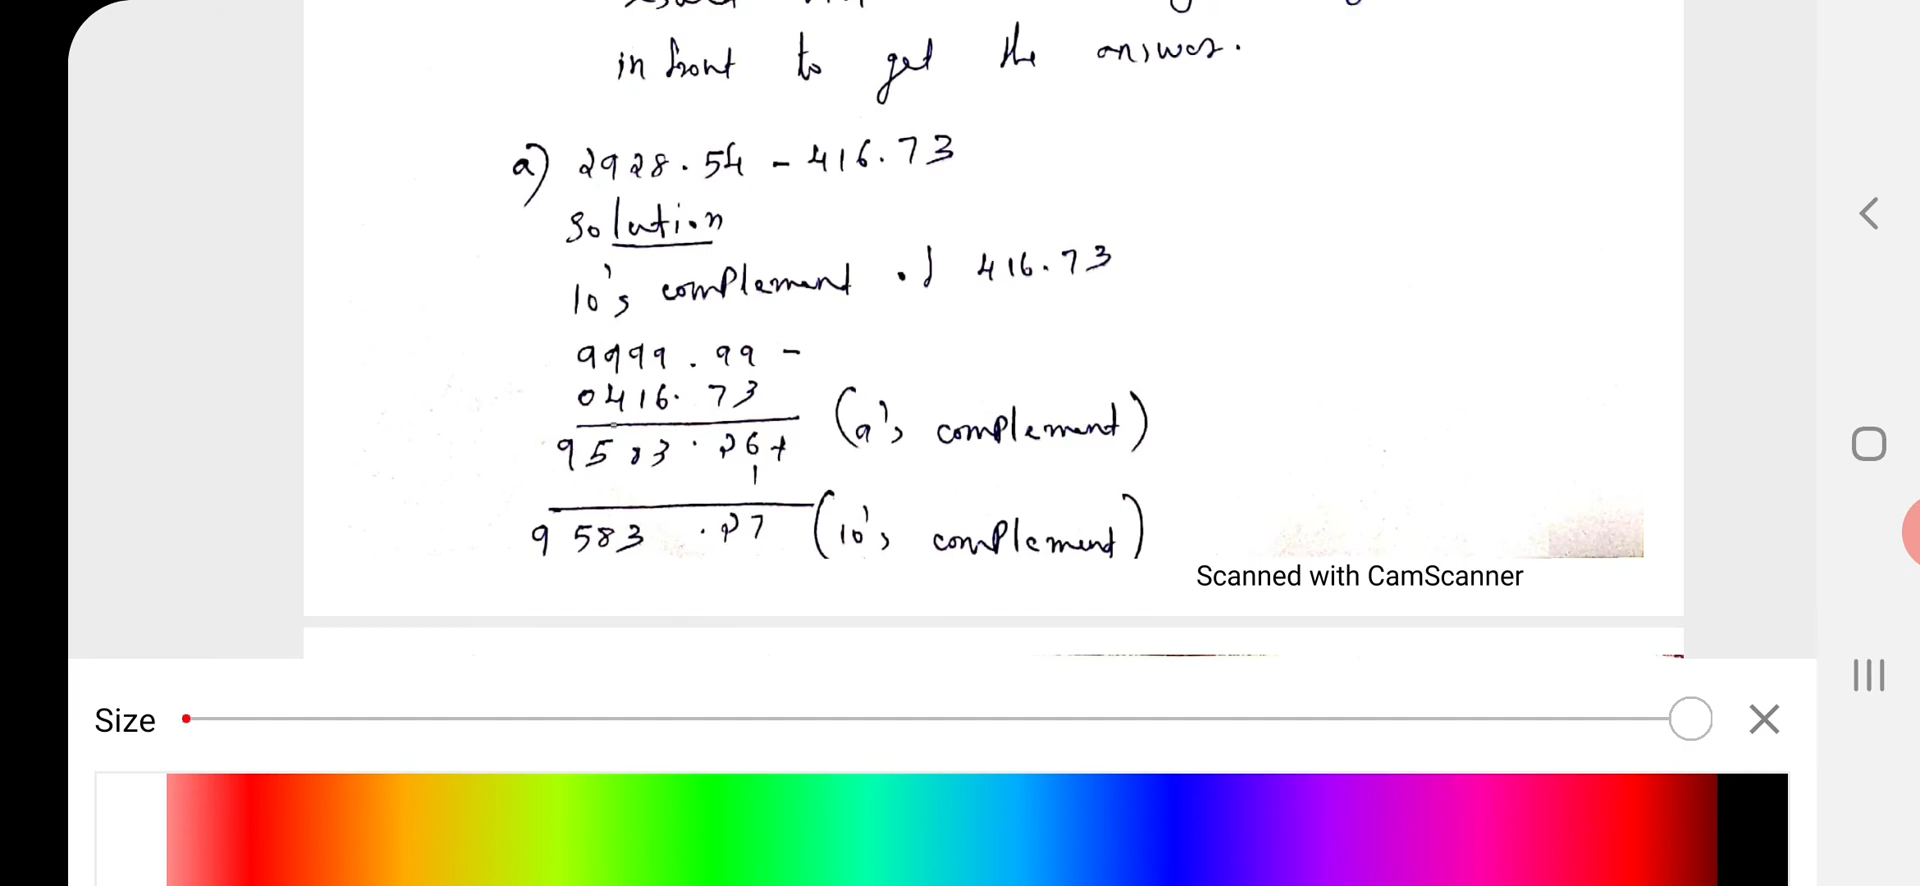 in front to get the answer.
a) 2928.54 - 416.73
Solution
10's complement of 416.73
9999.99 -
0416.73
9583.26 + (9's complement)
1
9583.27 (10's complement)
Scanned with CamScanner
Size